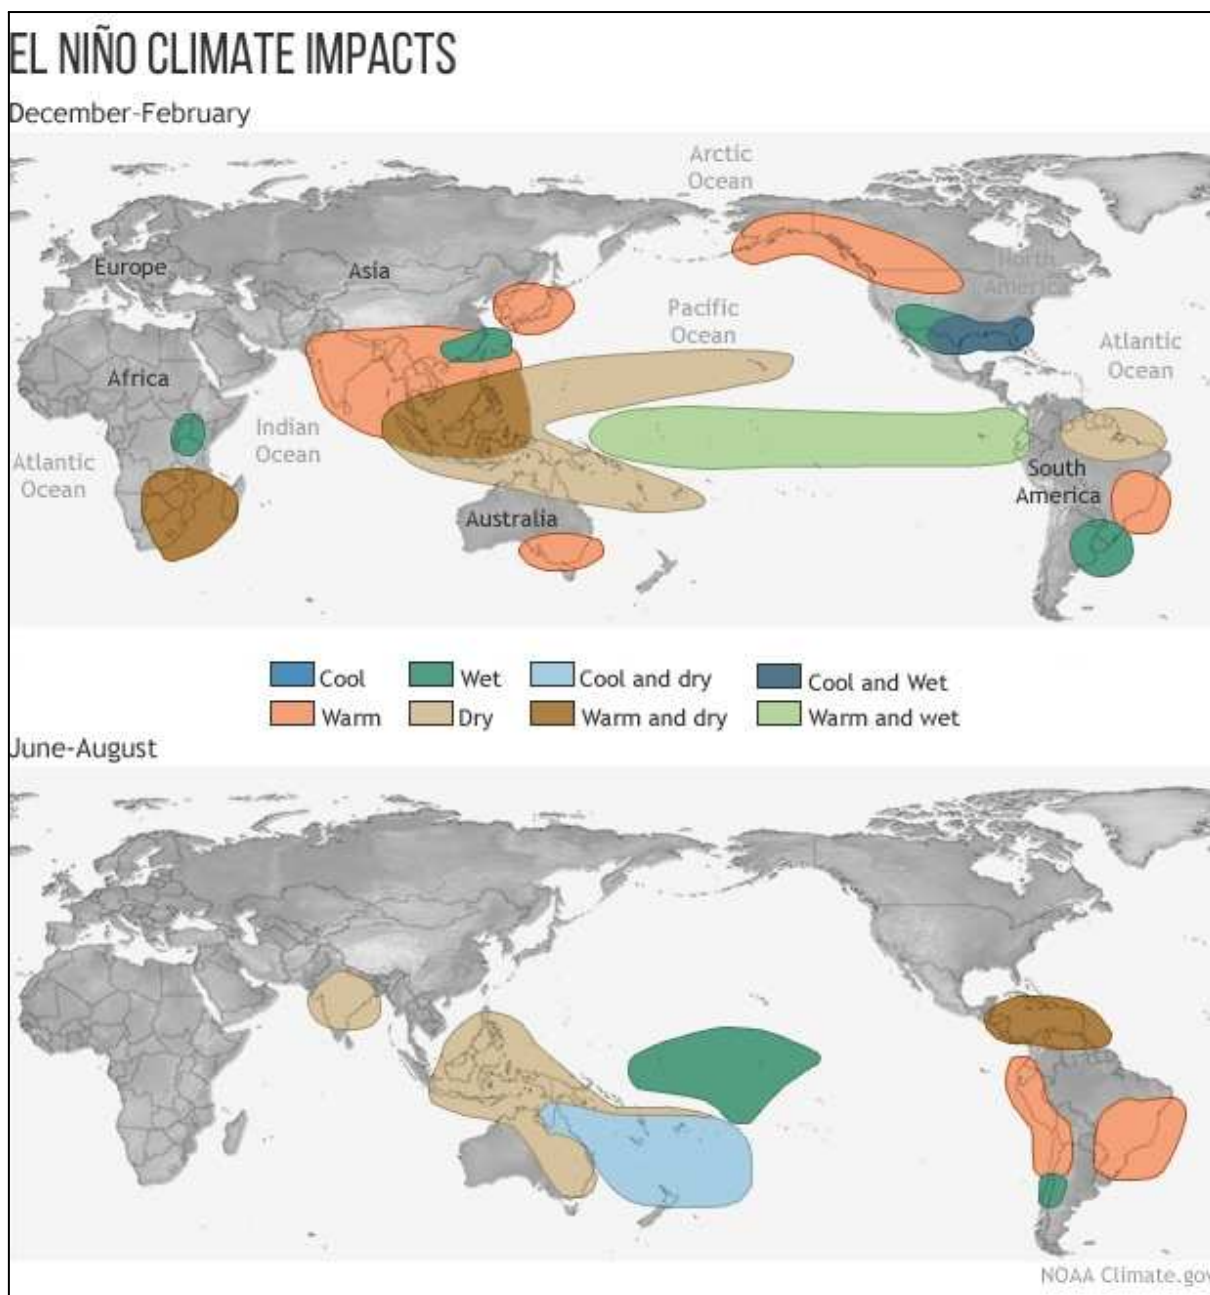 EL NIÑO CLIMATE IMPACTS
December-February
Arctic
Ocean
Europe
Asia
North
America
Pacific
Ocean
Atlantic
Ocean
Africa
Indian
Ocean
Atlantic
Ocean
South
America
Australia
Cool
Wet
Cool and dry
Cool and Wet
Warm
Dry
Warm and dry
Warm and wet
June-August
NOAA Climate.gov